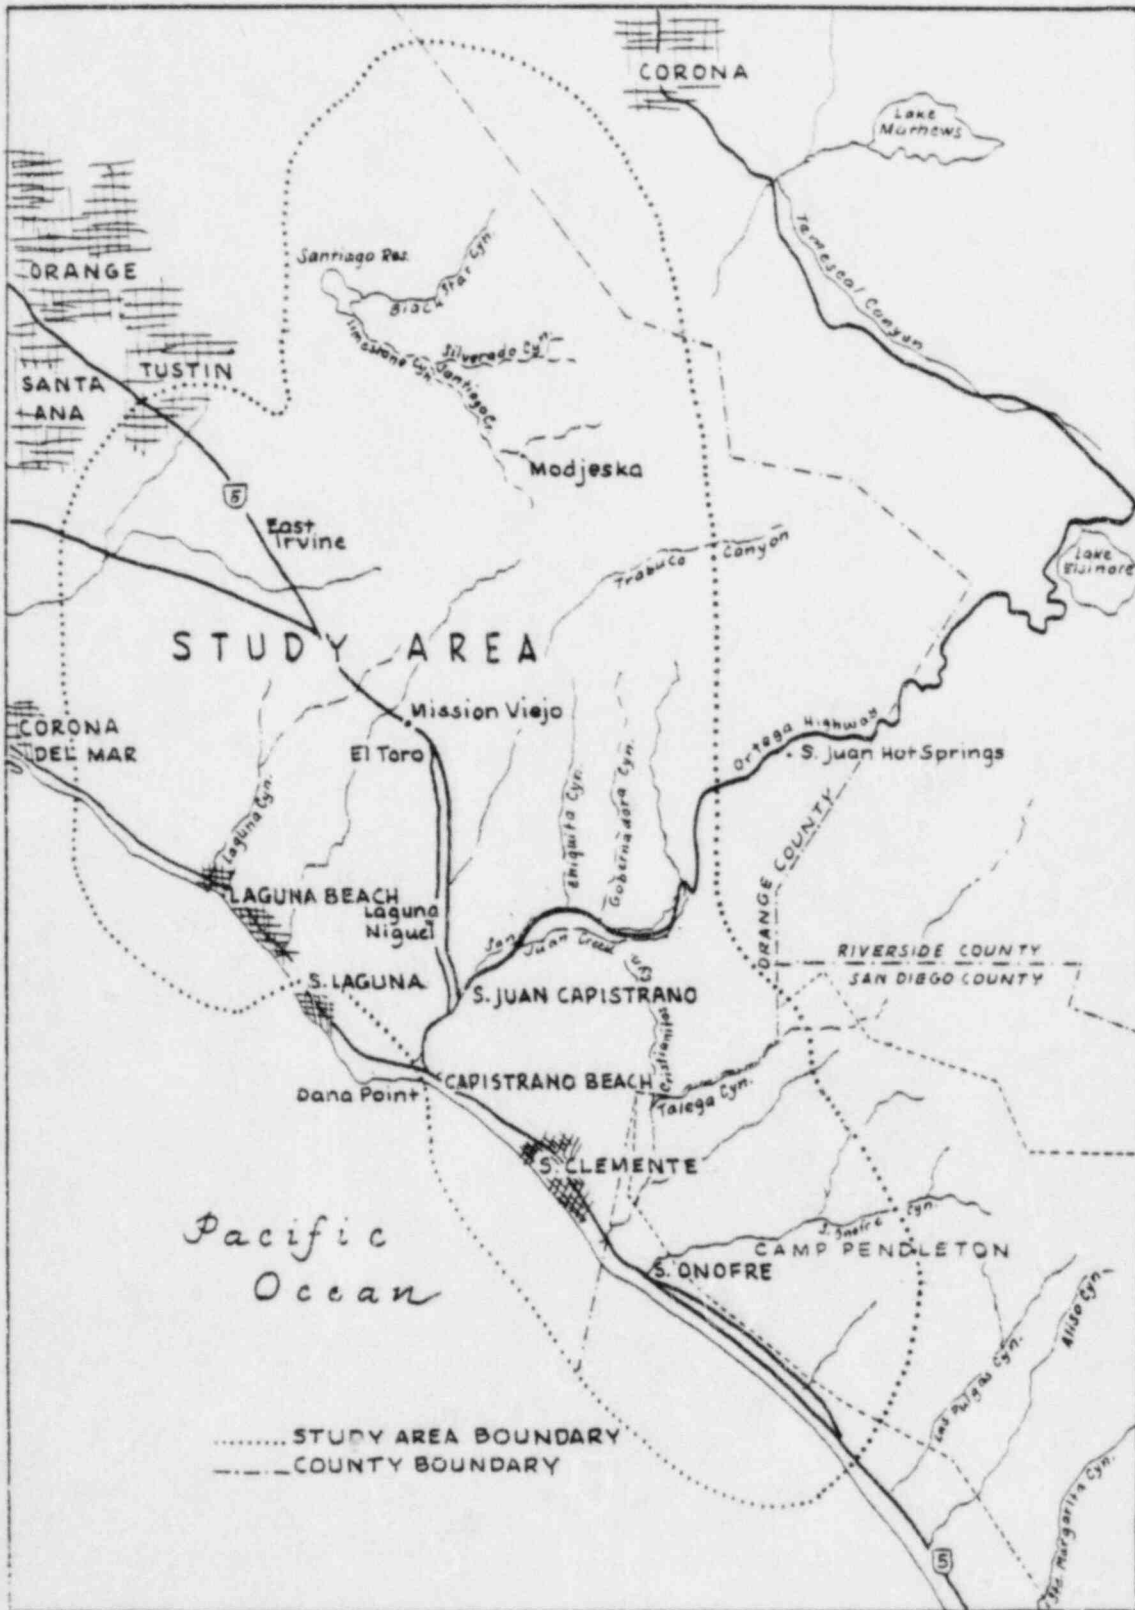 CORONA
Lake
Mathews
Temescal Canyon
Santiago Res.
Black Star Cyn.
ORANGE
Limestone Cyn.
Silverado Cyn.
Santiago Cr.
SANTA
ANA
TUSTIN
Modjeska
5
East
Irvine
Trabuco Canyon
Lake
Elsinore
STUDY AREA
Mission Viejo
CORONA
DEL MAR
El Toro
Ortega Highway
S. Juan Hot Springs
Laguna Cyn.
Chiquita Cyn.
Gobernadora Cyn.
ORANGE COUNTY
LAGUNA BEACH
Laguna
Niguel
San Juan Creek
RIVERSIDE COUNTY
SAN DIEGO COUNTY
S. LAGUNA
S. JUAN CAPISTRANO
Cristianitos Cyn
CAPISTRANO BEACH
Dana Point
Talega Cyn.
S. CLEMENTE
Pacific
Ocean
S. Onofre Cyn.
CAMP PENDLETON
S. ONOFRE
Las Pulgas Cyn.
Aliso Cyn.
STUDY AREA BOUNDARY
COUNTY BOUNDARY
Sta. Margarita Cyn.
5